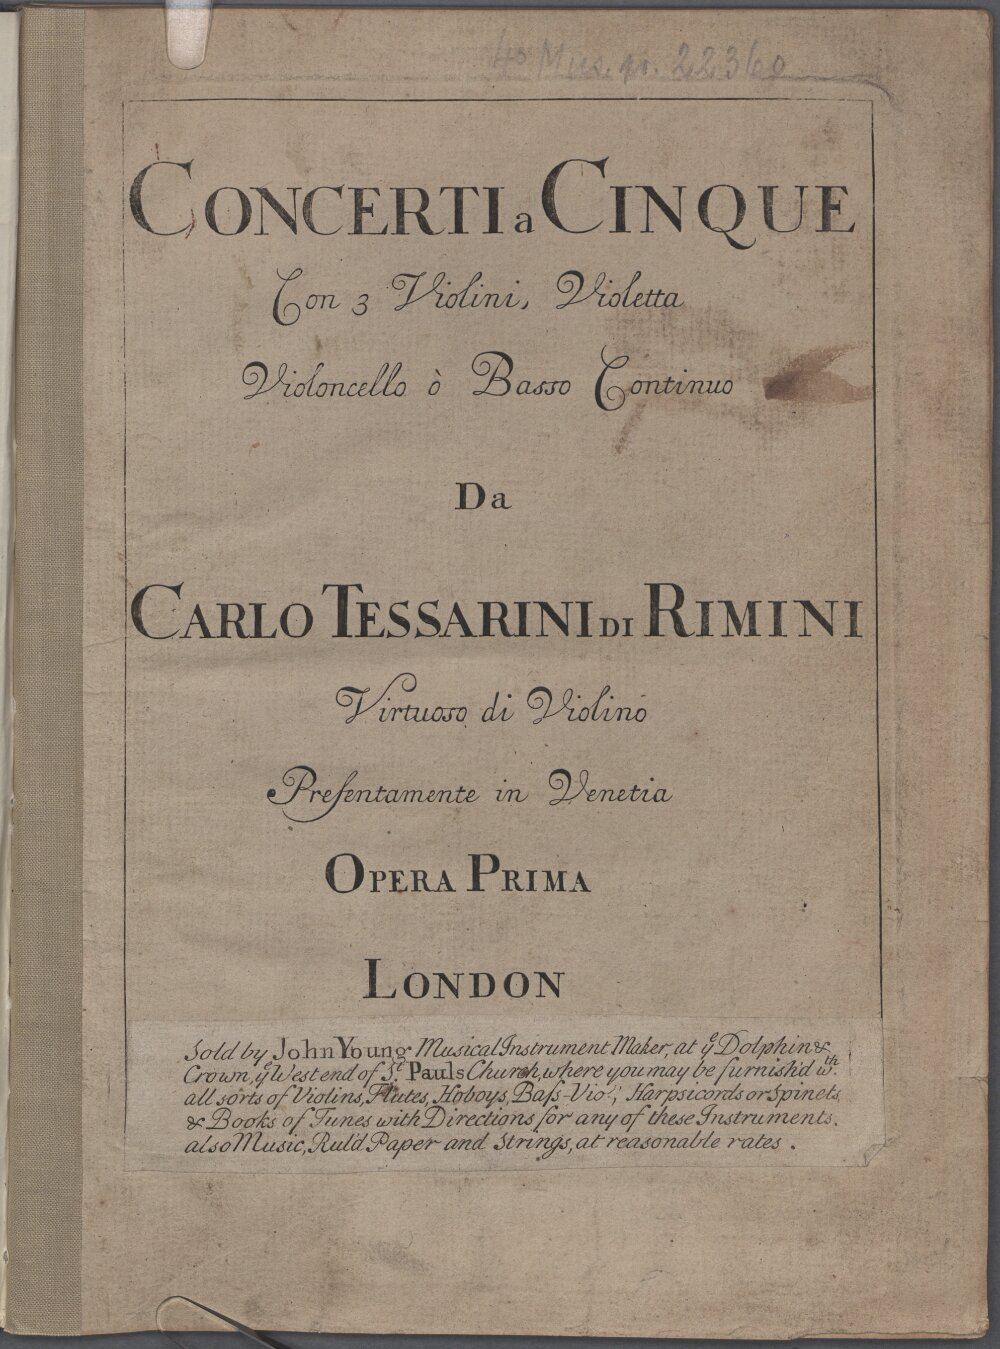 4° Mus. pr. 22360
CONCERTI a CINQUE
Con 3 Violini, Violetta
Violoncello ò Basso Continuo
Da
CARLO TESSARINI DI RIMINI
Virtuoso di Violino
Preſentamente in Venetia
OPERA PRIMA
LONDON
Sold by John Young Musical Instrument Maker, at yͤ Dolphin &
Crown, yͤ West end of Sᵗ Pauls Church, where you may be furnish'd wᵗʰ
all sorts of Violins, Flutes, Hoboys, Baſs-Viols, Harpsicords or Spinets,
& Books of Tunes with Directions for any of these Instruments.
also Music, Rul'd Paper and Strings, at reasonable rates.